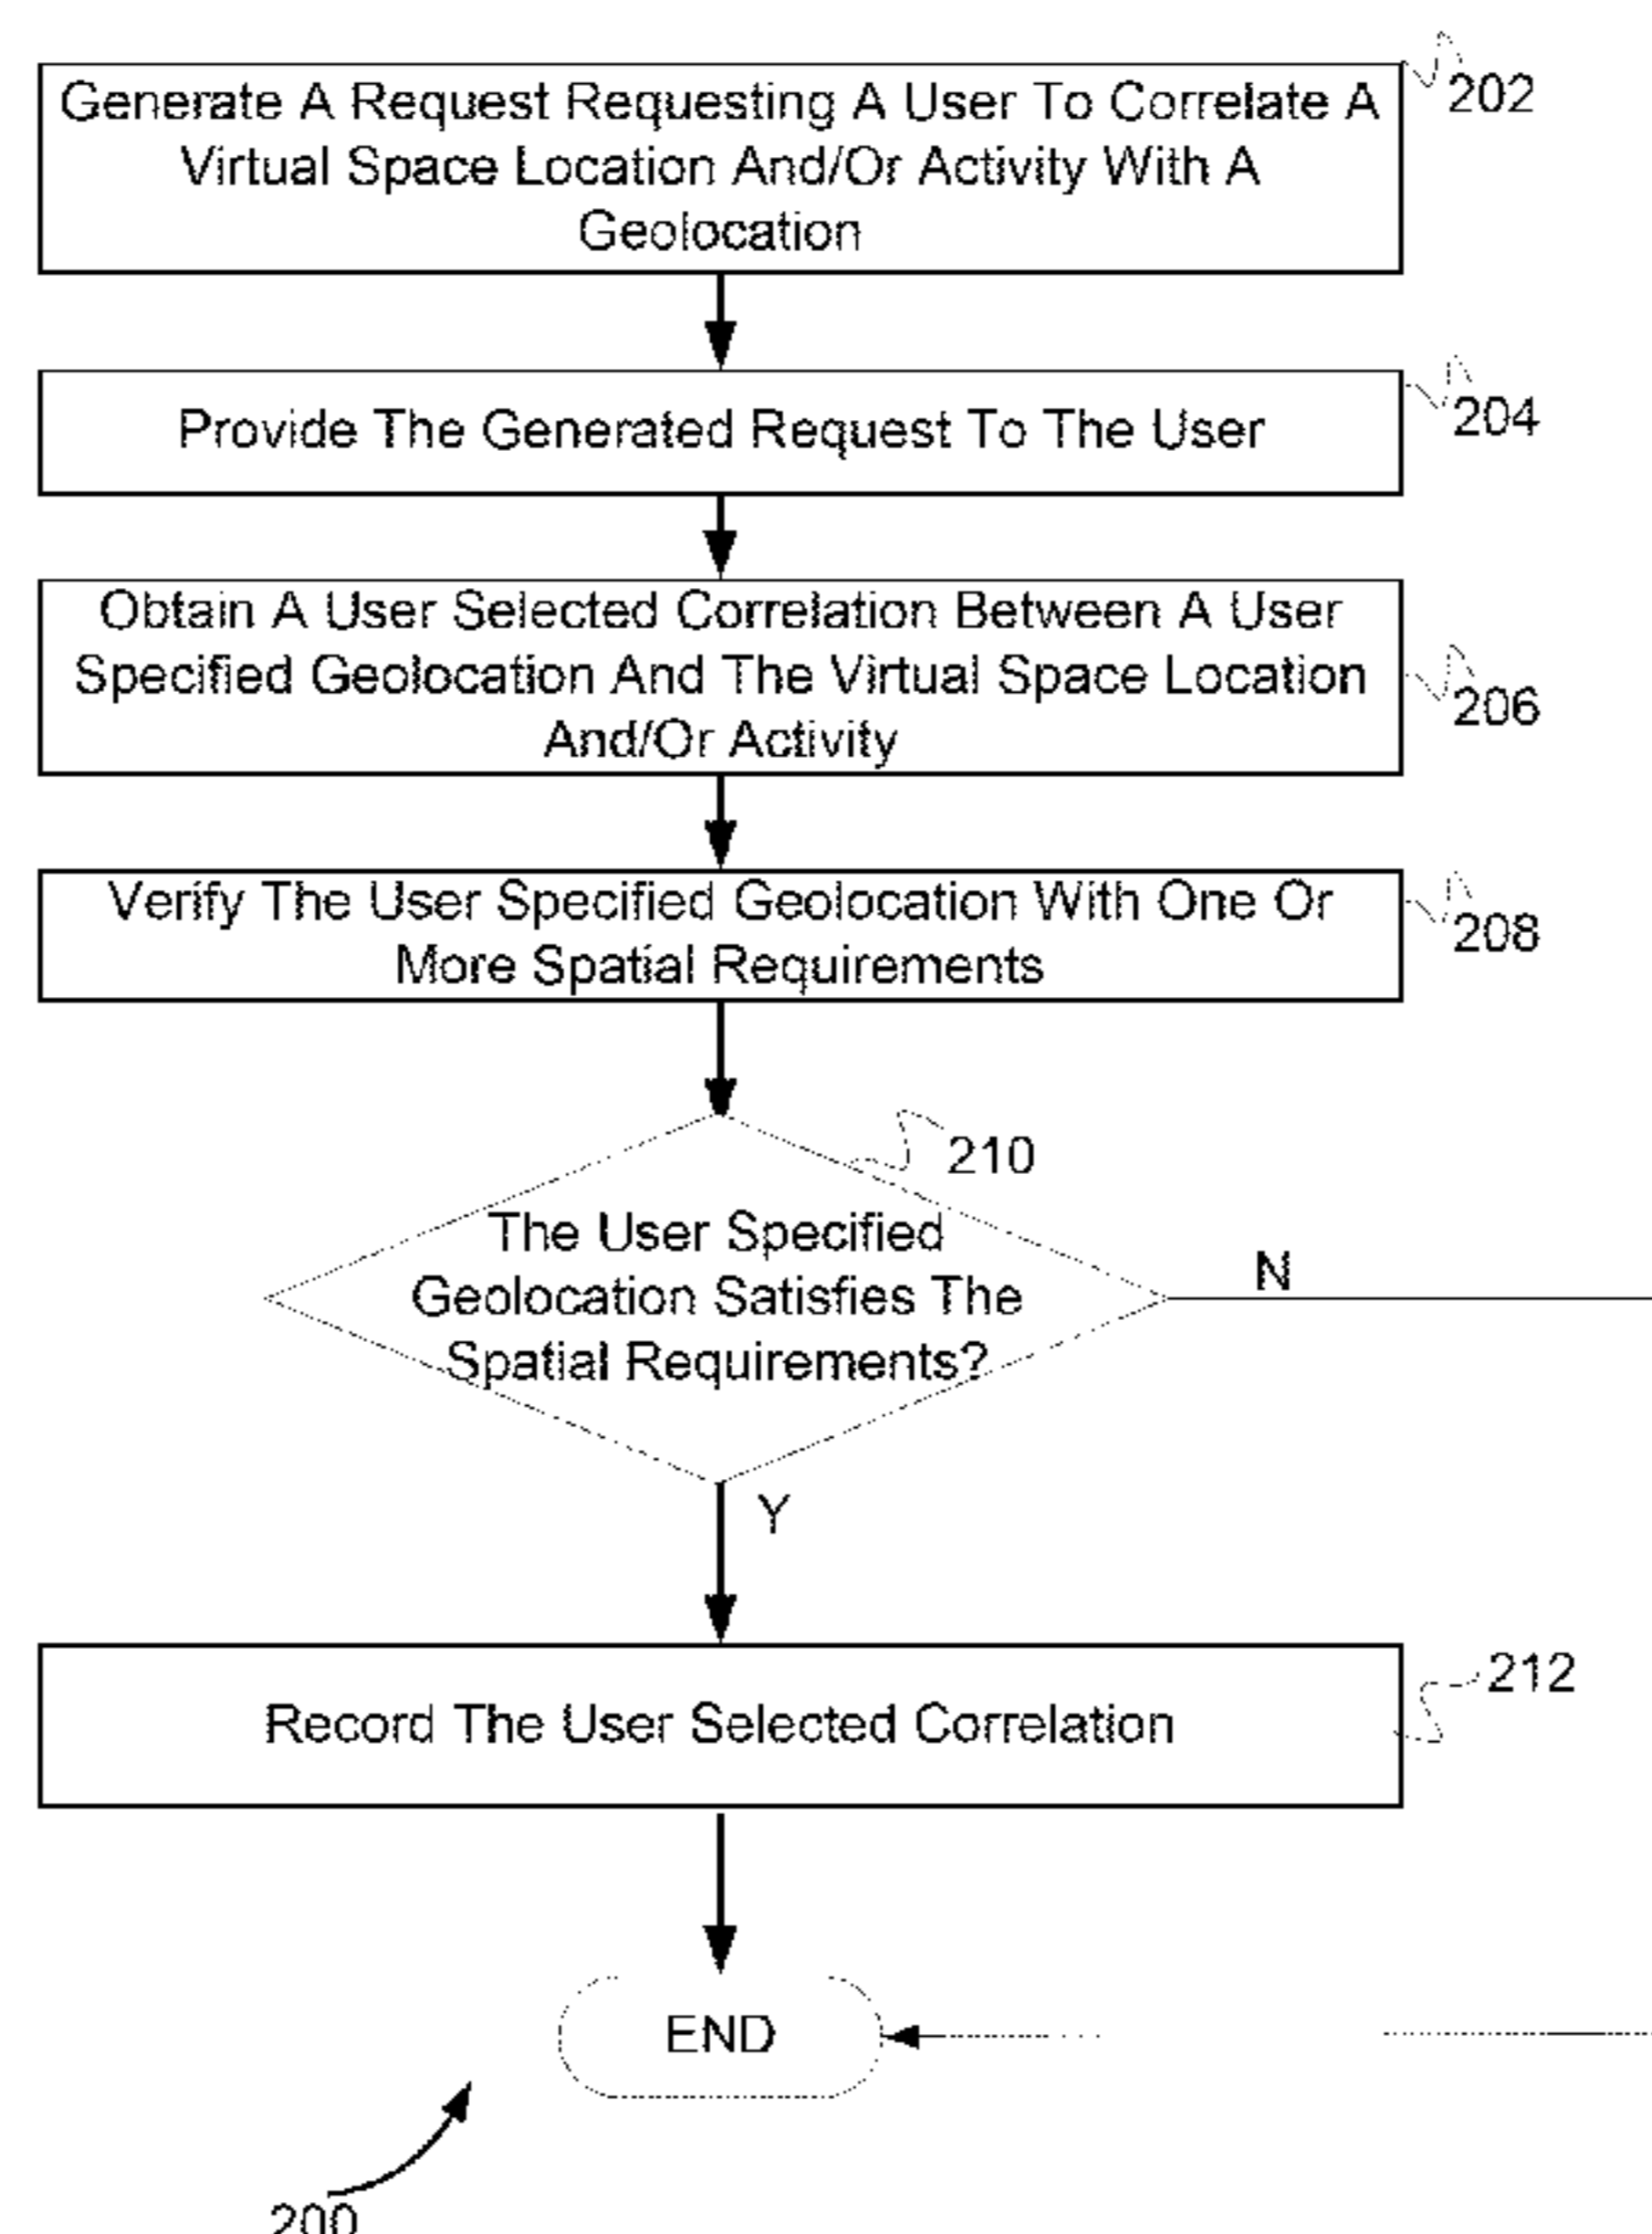 Generate A Request Requesting A User To Correlate A
Virtual Space Location And/Or Activity With A
Geolocation
202
Provide The Generated Request To The User
204
Obtain A User Selected Correlation Between A User
Specified Geolocation And The Virtual Space Location
And/Or Activity
206
Verify The User Specified Geolocation With One Or
More Spatial Requirements
208
210
The User Specified
Geolocation Satisfies The
Spatial Requirements?
N
Y
Record The User Selected Correlation
212
END
200